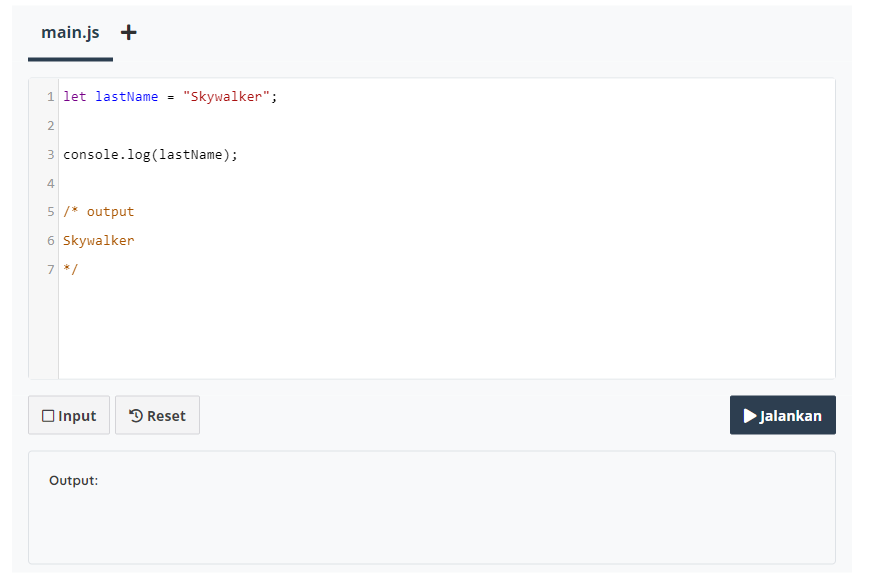 main.js +
1 let lastName = "Skywalker";
2
3 console.log(lastName);
4
5 /* output
6 Skywalker
7 */
Input Reset Jalankan
Output: